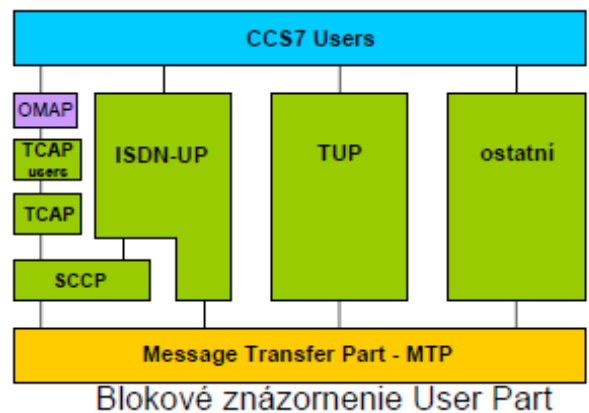 CCS7 Users
OMAP
TCAP
users
TCAP
SCCP
ISDN-UP
TUP
ostatní
Message Transfer Part - MTP
Blokové znázornenie User Part